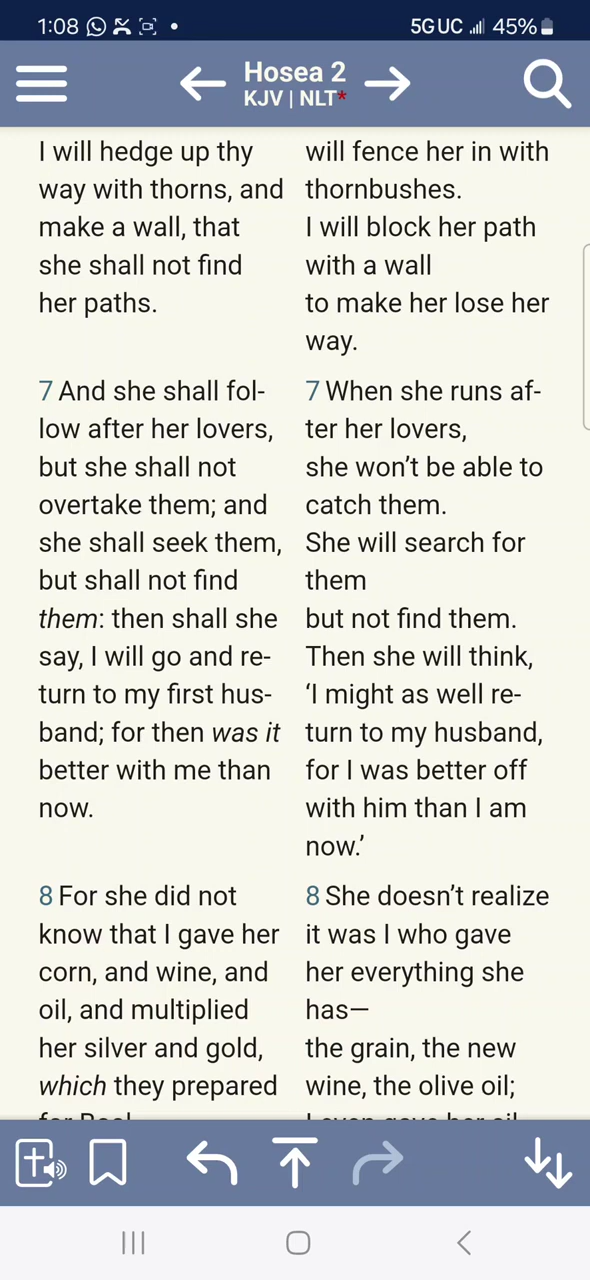 1:08
5G UC
45%
Hosea 2
KJV | NLT*
I will hedge up thy
way with thorns, and
make a wall, that
she shall not find
her paths.
7 And she shall fol-
low after her lovers,
but she shall not
overtake them; and
she shall seek them,
but shall not find
them: then shall she
say, I will go and re-
turn to my first hus-
band; for then was it
better with me than
now.
8 For she did not
know that I gave her
corn, and wine, and
oil, and multiplied
her silver and gold,
which they prepared
will fence her in with
thornbushes.
I will block her path
with a wall
to make her lose her
way.
7 When she runs af-
ter her lovers,
she won’t be able to
catch them.
She will search for
them
but not find them.
Then she will think,
‘I might as well re-
turn to my husband,
for I was better off
with him than I am
now.’
8 She doesn’t realize
it was I who gave
her everything she
has—
the grain, the new
wine, the olive oil;